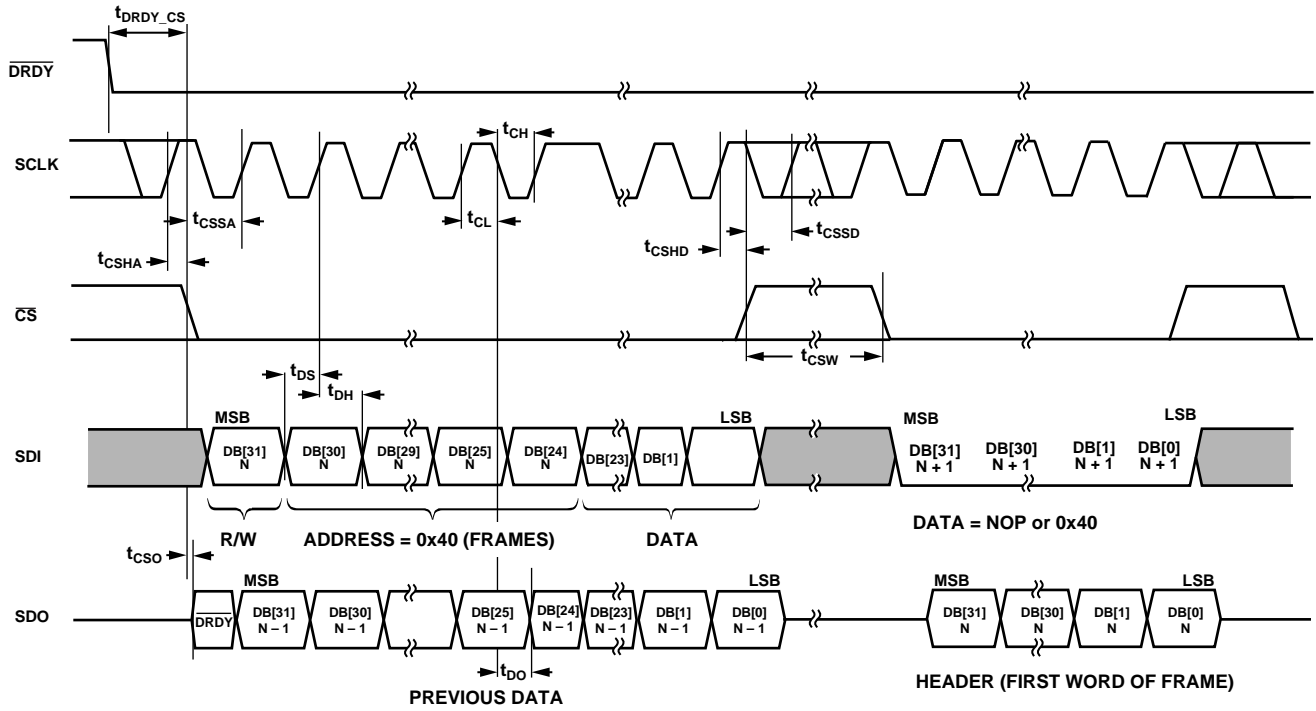 tDRDY_CS
DRDY
SCLK
tCH
tCSSA
tCL
tCSHD
tCSSD
tCSHA
CS
tCSW
tDS
tDH
MSB
LSB
MSB
LSB
SDI
DB[31] N
DB[30] N
DB[29] N
DB[25] N
DB[24] N
DB[23]
DB[1]
DB[31] N + 1
DB[30] N + 1
DB[1] N + 1
DB[0] N + 1
R/W
ADDRESS = 0x40 (FRAMES)
DATA
DATA = NOP or 0x40
tCSO
MSB
LSB
MSB
LSB
SDO
DRDY
DB[31] N – 1
DB[30] N – 1
DB[25] N – 1
DB[24] N – 1
DB[23] N – 1
DB[1] N – 1
DB[0] N – 1
DB[31] N
DB[30] N
DB[1] N
DB[0] N
tDO
PREVIOUS DATA
HEADER (FIRST WORD OF FRAME)